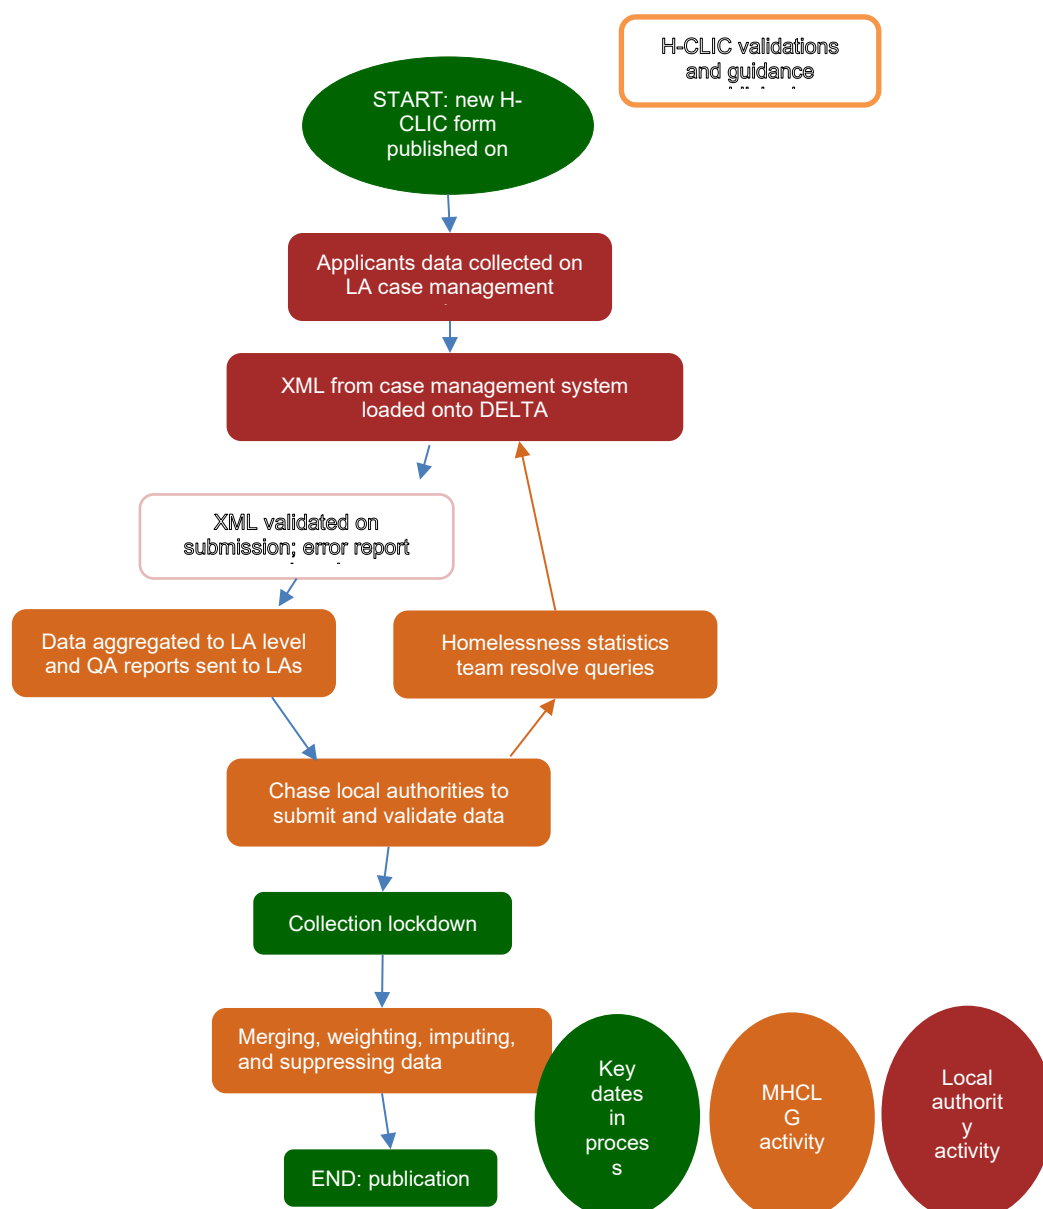 H-CLIC validations
and guidance
START: new H-
CLIC form
published on
Applicants data collected on
LA case management
XML from case management system
loaded onto DELTA
XML validated on
submission; error report
Data aggregated to LA level
and QA reports sent to LAs
Homelessness statistics
team resolve queries
Chase local authorities to
submit and validate data
Collection lockdown
Merging, weighting, imputing,
and suppressing data
END: publication
Key
dates
in
proces
s
MHCL
G
activity
Local
authorit
y
activity